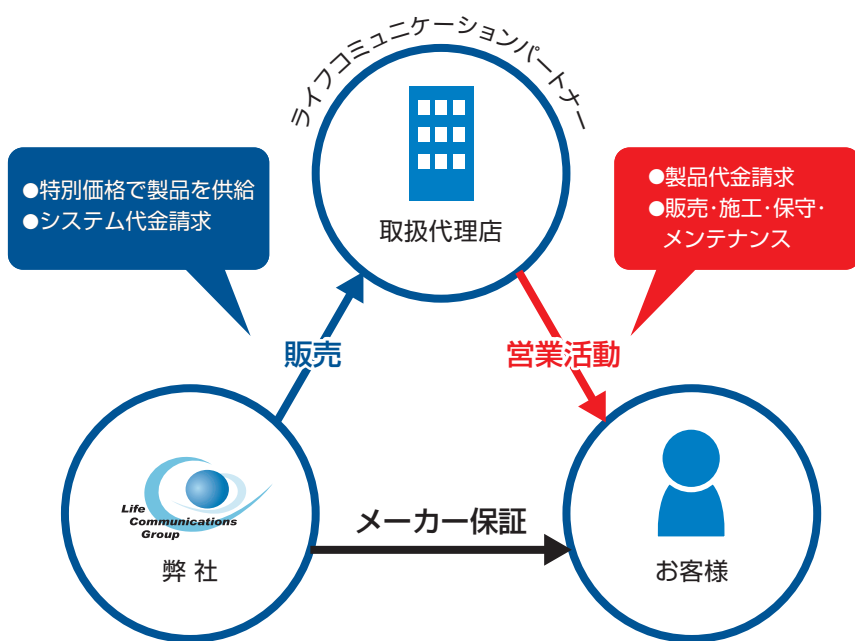 ライフコミュニケーションパートナー
取扱代理店
●特別価格で製品を供給
●システム代金請求
●製品代金請求
●販売・施工・保守・
メンテナンス
販売
営業活動
Life
Communications
Group
弊 社
メーカー保証
お客様